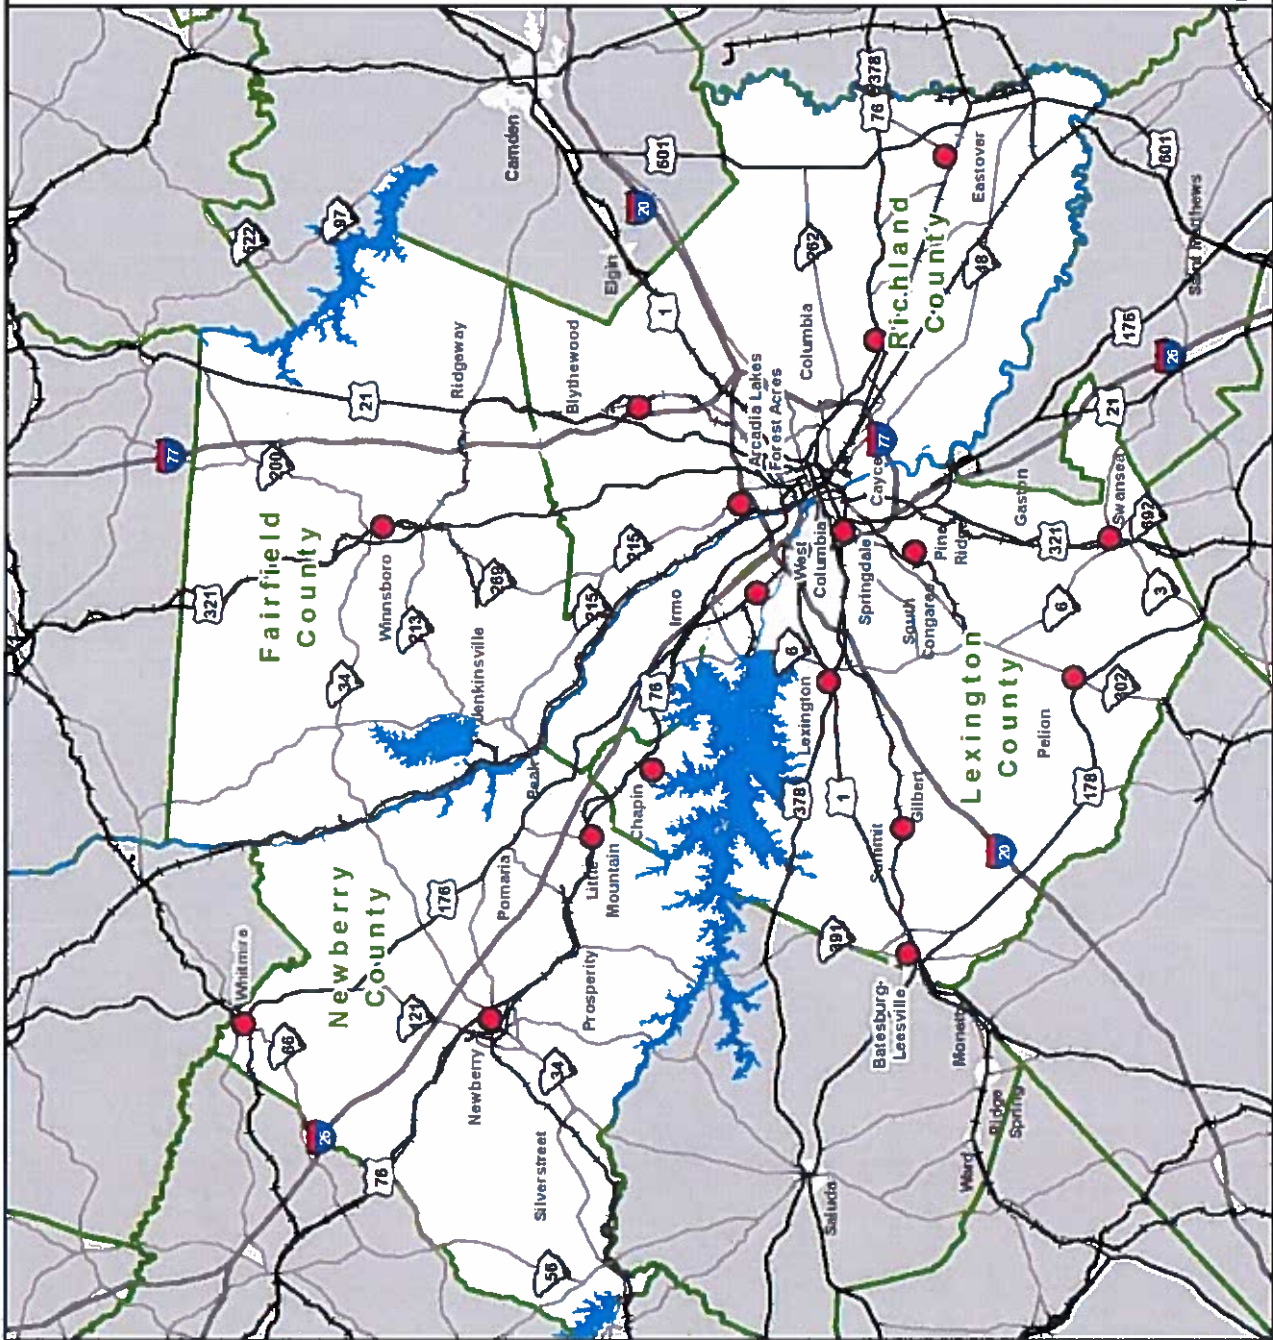 Camden
601
378
76
Eastover
601
Saint Matthews
20
Elgin
262
48
Richland
County
97
522
1
Columbia
176
26
21
Ridgeway
Blythewood
Arcadia Lakes
Forest Acres
77
21
77
200
Cayce
Gaston
Swansea
692
321
Fairfield
County
321
Winnsboro
269
215
215
213
34
Jenkinsville
Irmo
West
Columbia
Springdale
South
Congaree
Pine
Ridge
6
3
6
76
Lexington
Lexington
County
302
Pelion
178
Peak
Chapin
378
1
Gilbert
Summit
20
Little
Mountain
Pomaria
176
Newberry
County
391
Whitmire
121
66
Prosperity
Batesburg-
Leesville
Monetta
Newberry
34
26
76
Silverstreet
56
Saluda
Ward
Ridge
Spring